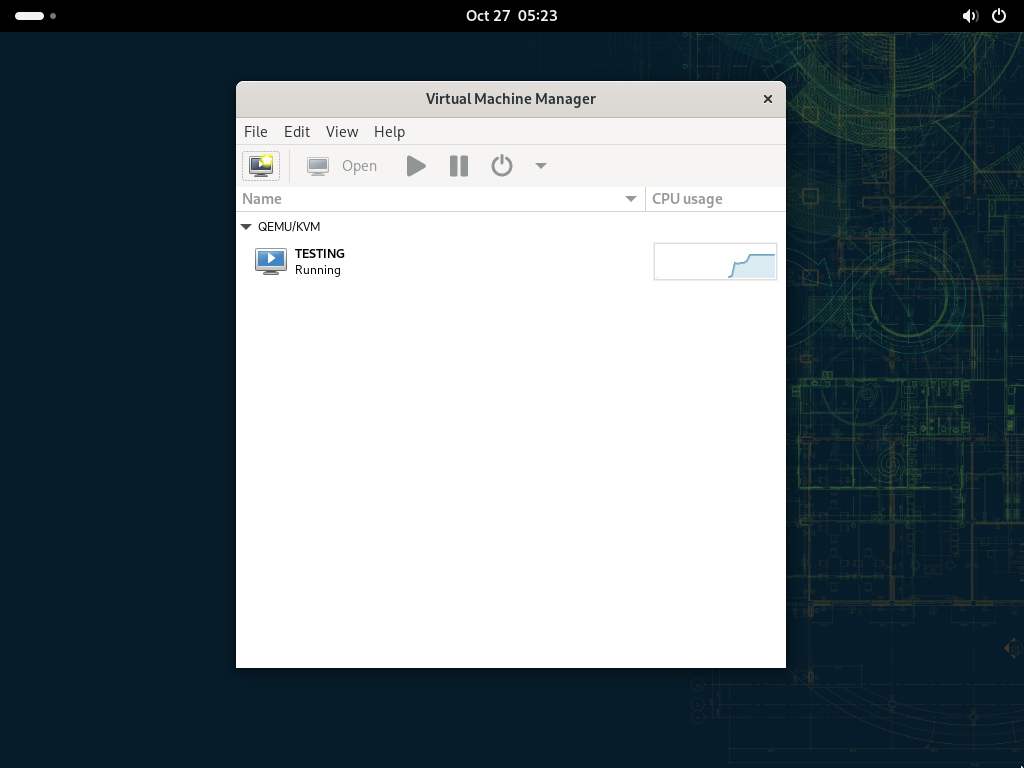 Oct 27 05:23
Virtual Machine Manager
File Edit View Help
Open
Name CPU usage
QEMU/KVM
TESTING
Running